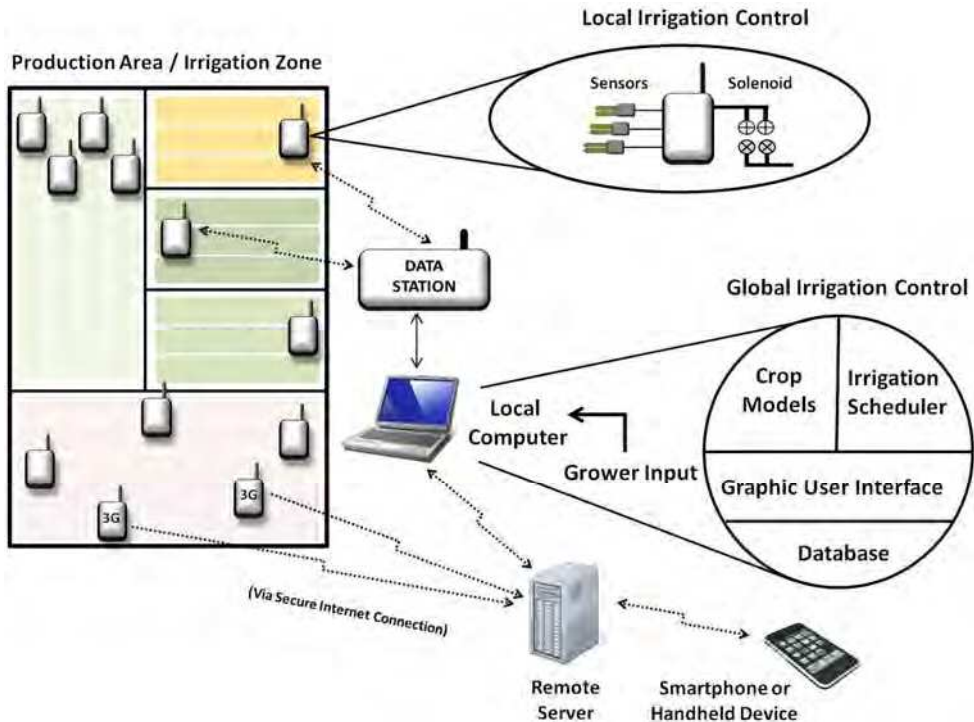 Local Irrigation Control
Production Area / Irrigation Zone
Sensors
Solenoid
DATA
STATION
Global Irrigation Control
Crop
Models
Irrigation
Scheduler
Local
Computer
Grower Input
Graphic User Interface
Database
3G
3G
(Via Secure Internet Connection)
Remote
Server
Smartphone or
Handheld Device